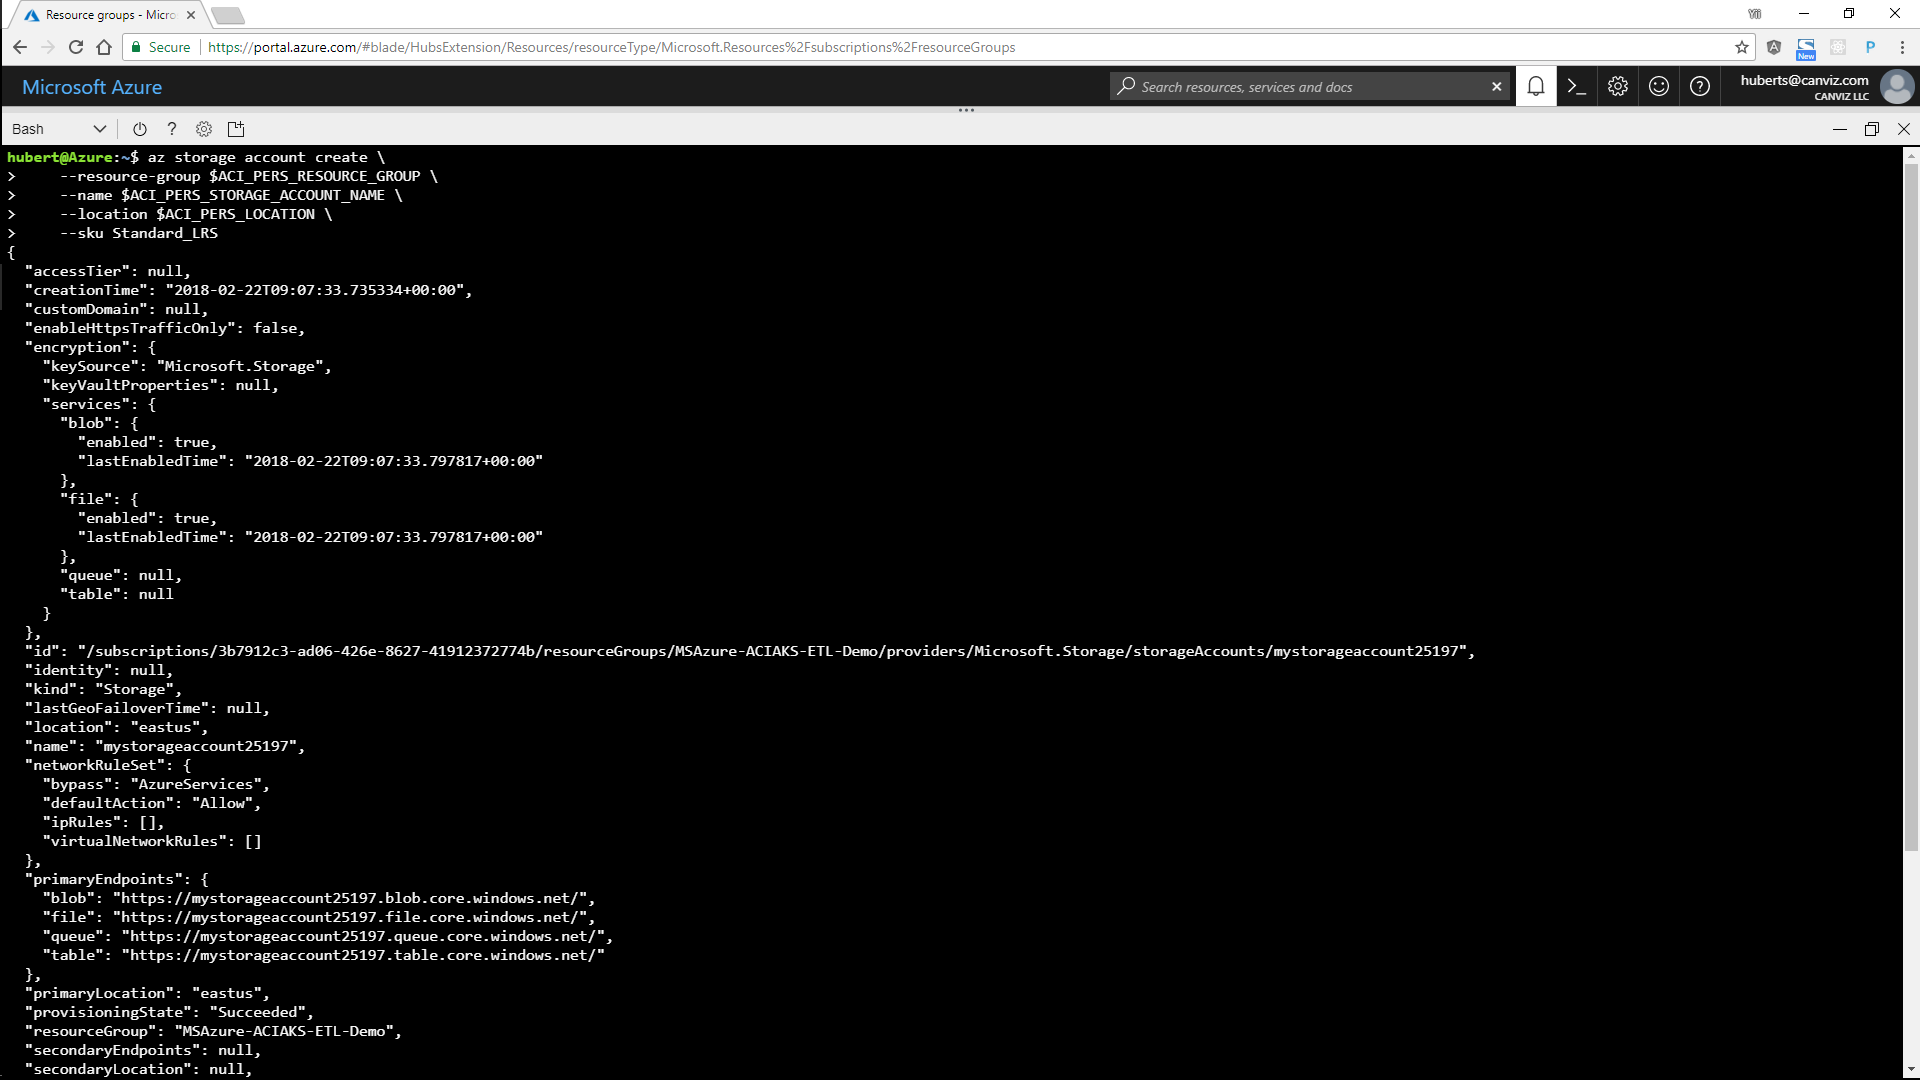 Resource groups - Micro
Secure
https://portal.azure.com/#blade/HubsExtension/Resources/resourceType/Microsoft.Resources%2Fsubscriptions%2FresourceGroups
New
P
Microsoft Azure
Search resources, services and docs
huberts@canviz.com
CANVIZ LLC
Bash
hubert@Azure:~$ az storage account create \
>     --resource-group $ACI_PERS_RESOURCE_GROUP \
>     --name $ACI_PERS_STORAGE_ACCOUNT_NAME \
>     --location $ACI_PERS_LOCATION \
>     --sku Standard_LRS
{
  "accessTier": null,
  "creationTime": "2018-02-22T09:07:33.735334+00:00",
  "customDomain": null,
  "enableHttpsTrafficOnly": false,
  "encryption": {
    "keySource": "Microsoft.Storage",
    "keyVaultProperties": null,
    "services": {
      "blob": {
        "enabled": true,
        "lastEnabledTime": "2018-02-22T09:07:33.797817+00:00"
      },
      "file": {
        "enabled": true,
        "lastEnabledTime": "2018-02-22T09:07:33.797817+00:00"
      },
      "queue": null,
      "table": null
    }
  },
  "id": "/subscriptions/3b7912c3-ad06-426e-8627-41912372774b/resourceGroups/MSAzure-ACIAKS-ETL-Demo/providers/Microsoft.Storage/storageAccounts/mystorageaccount25197",
  "identity": null,
  "kind": "Storage",
  "lastGeoFailoverTime": null,
  "location": "eastus",
  "name": "mystorageaccount25197",
  "networkRuleSet": {
    "bypass": "AzureServices",
    "defaultAction": "Allow",
    "ipRules": [],
    "virtualNetworkRules": []
  },
  "primaryEndpoints": {
    "blob": "https://mystorageaccount25197.blob.core.windows.net/",
    "file": "https://mystorageaccount25197.file.core.windows.net/",
    "queue": "https://mystorageaccount25197.queue.core.windows.net/",
    "table": "https://mystorageaccount25197.table.core.windows.net/"
  },
  "primaryLocation": "eastus",
  "provisioningState": "Succeeded",
  "resourceGroup": "MSAzure-ACIAKS-ETL-Demo",
  "secondaryEndpoints": null,
  "secondaryLocation": null,